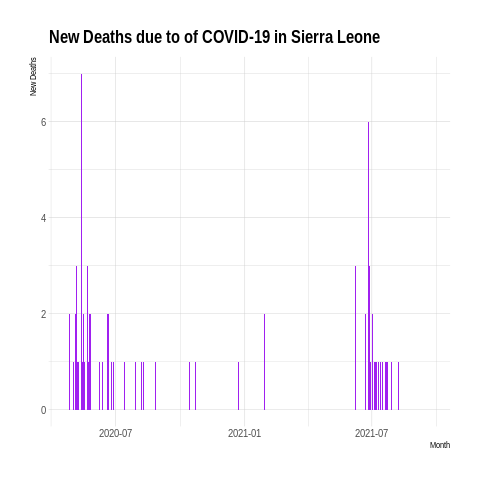 New Deaths due to of COVID-19 in Sierra Leone
New Deaths
6
4
2
0
2020-07
2021-01
2021-07
Month